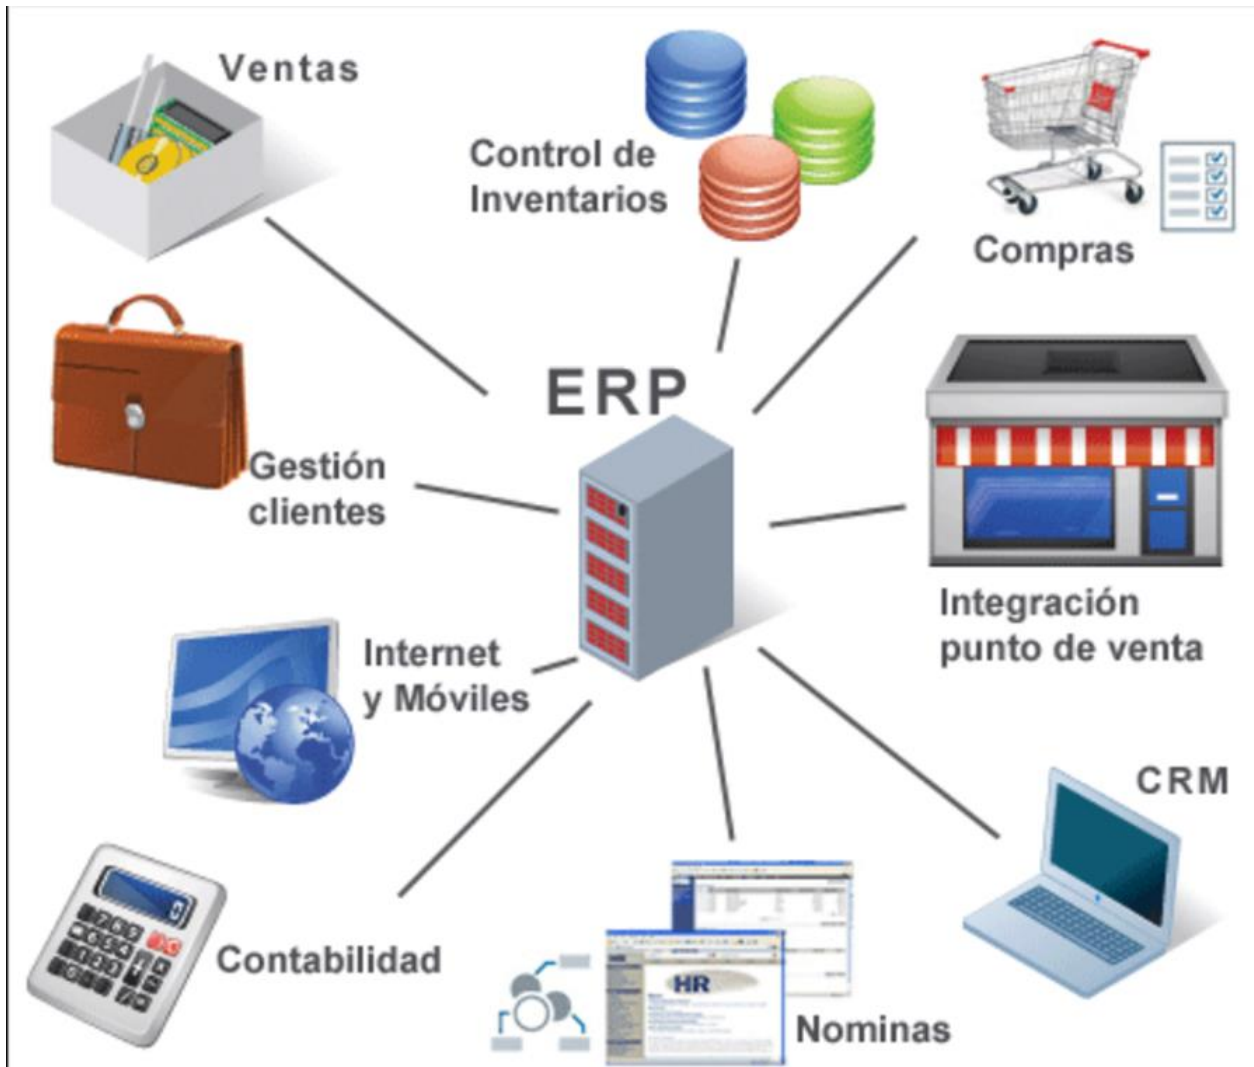 Ventas
Control de
Inventarios
Compras
ERP
Gestión
clientes
Integración
punto de venta
Internet
y Móviles
CRM
Contabilidad
HR
Nominas